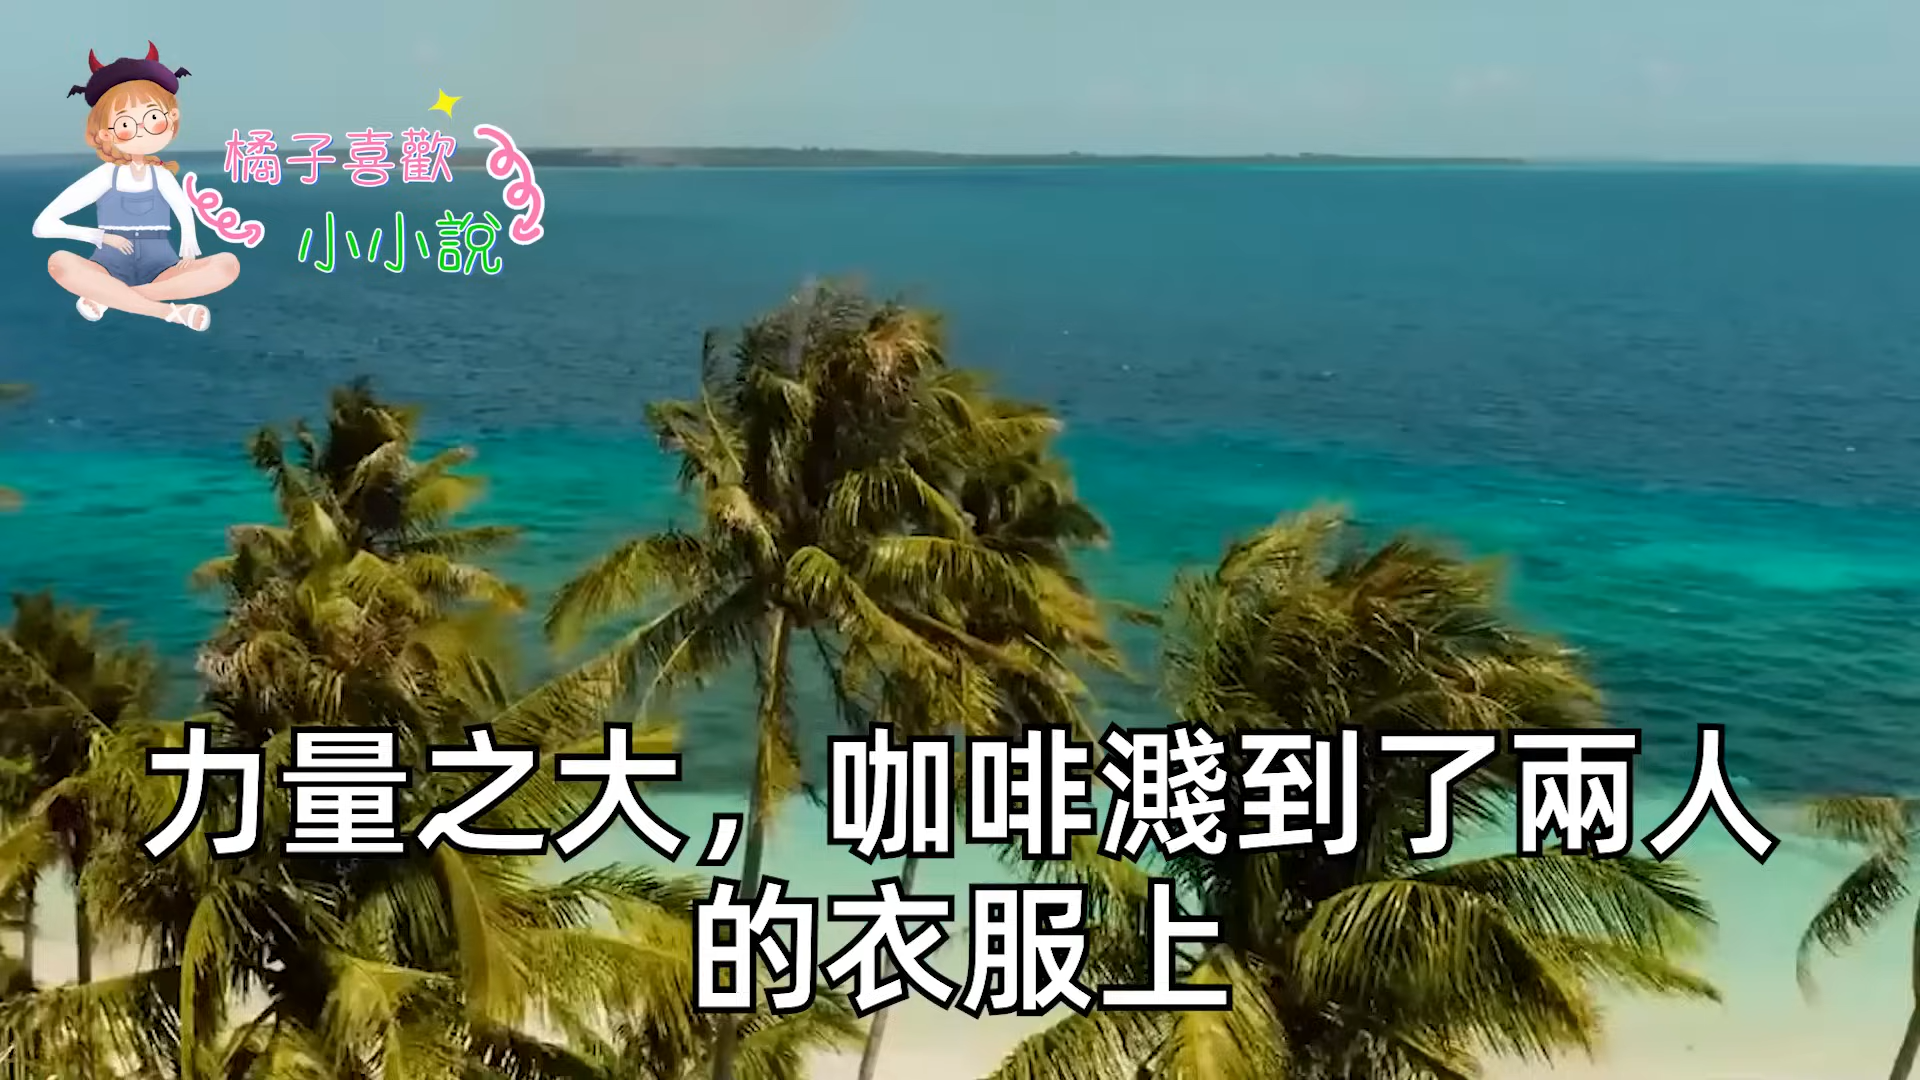 橘子喜歡
小小說
力量之大，咖啡濺到了兩人
的衣服上